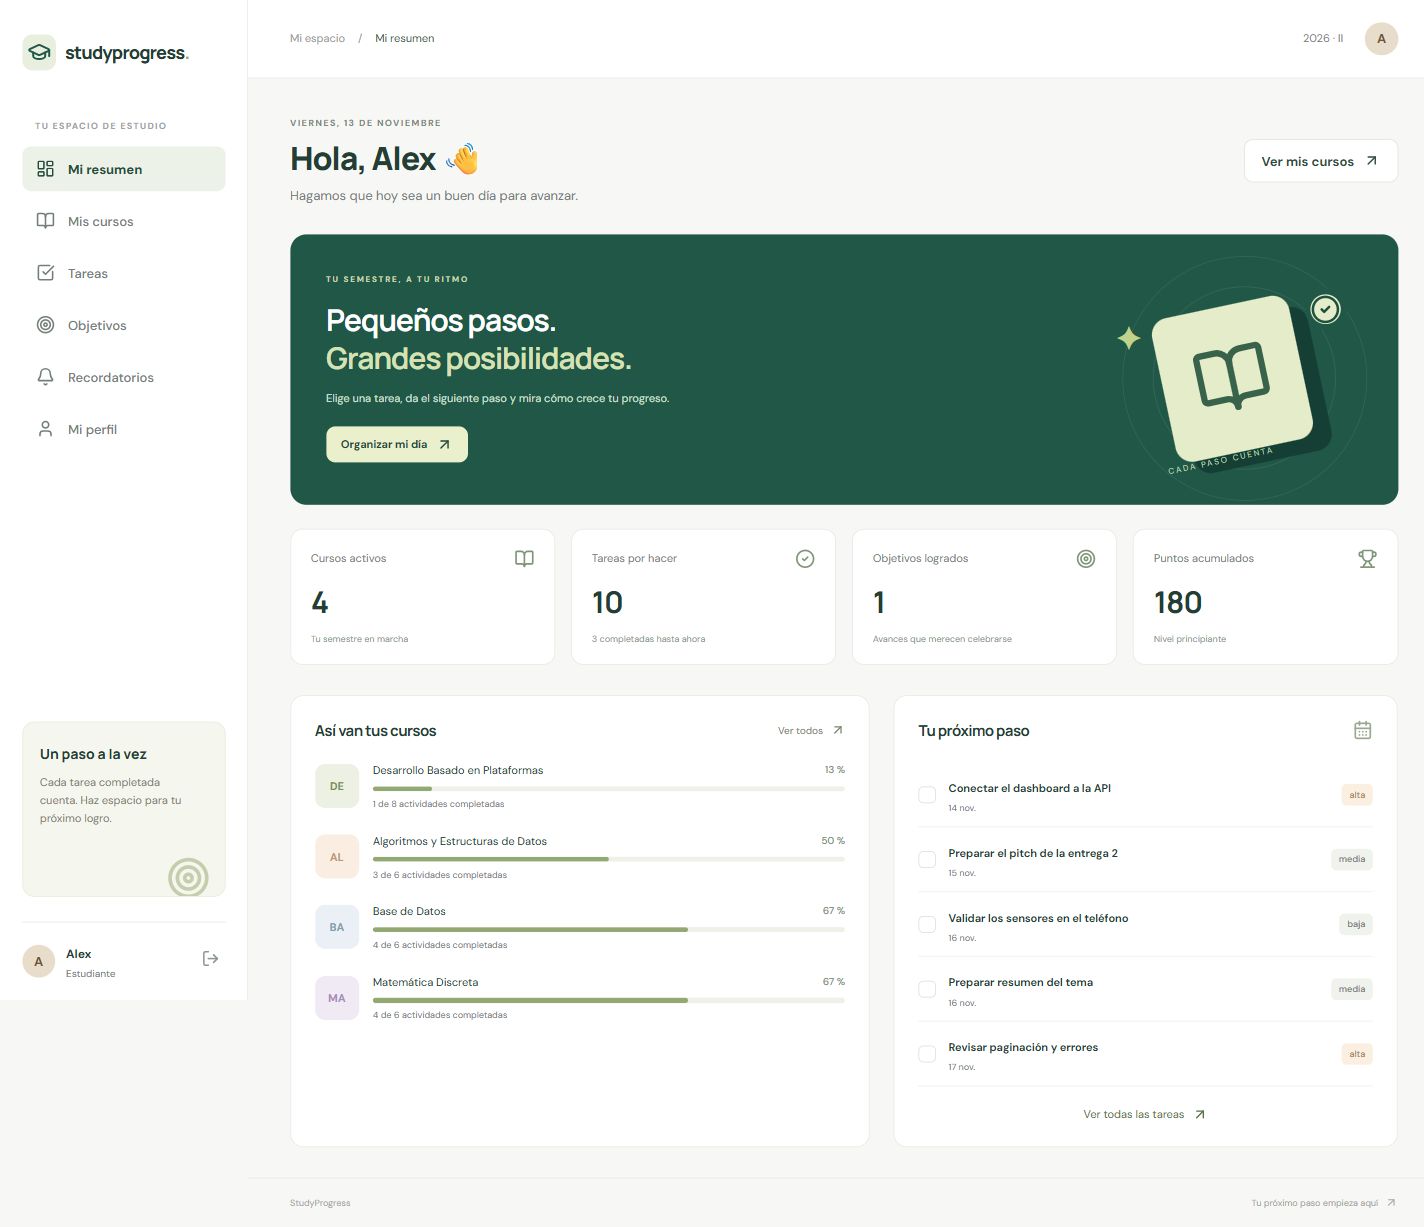 studyprogress.
TU ESPACIO DE ESTUDIO
Mi resumen
Mis cursos
Tareas
Objetivos
Recordatorios
Mi perfil
Un paso a la vez
Cada tarea completada
cuenta. Haz espacio para tu
próximo logro.
A
Alex
Estudiante
Mi espacio / Mi resumen
2026 · II
A
VIERNES, 13 DE NOVIEMBRE
Hola, Alex 👋
Hagamos que hoy sea un buen día para avanzar.
Ver mis cursos
TU SEMESTRE, A TU RITMO
Pequeños pasos.
Grandes posibilidades.
Elige una tarea, da el siguiente paso y mira cómo crece tu progreso.
Organizar mi día
CADA PASO CUENTA
Cursos activos
4
Tu semestre en marcha
Tareas por hacer
10
3 completadas hasta ahora
Objetivos logrados
1
Avances que merecen celebrarse
Puntos acumulados
180
Nivel principiante
Así van tus cursos
Ver todos
DE
Desarrollo Basado en Plataformas
13 %
1 de 8 actividades completadas
AL
Algoritmos y Estructuras de Datos
50 %
3 de 6 actividades completadas
BA
Base de Datos
67 %
4 de 6 actividades completadas
MA
Matemática Discreta
67 %
4 de 6 actividades completadas
Tu próximo paso
Conectar el dashboard a la API
14 nov.
alta
Preparar el pitch de la entrega 2
15 nov.
media
Validar los sensores en el teléfono
16 nov.
baja
Preparar resumen del tema
16 nov.
media
Revisar paginación y errores
17 nov.
alta
Ver todas las tareas
StudyProgress
Tu próximo paso empieza aquí